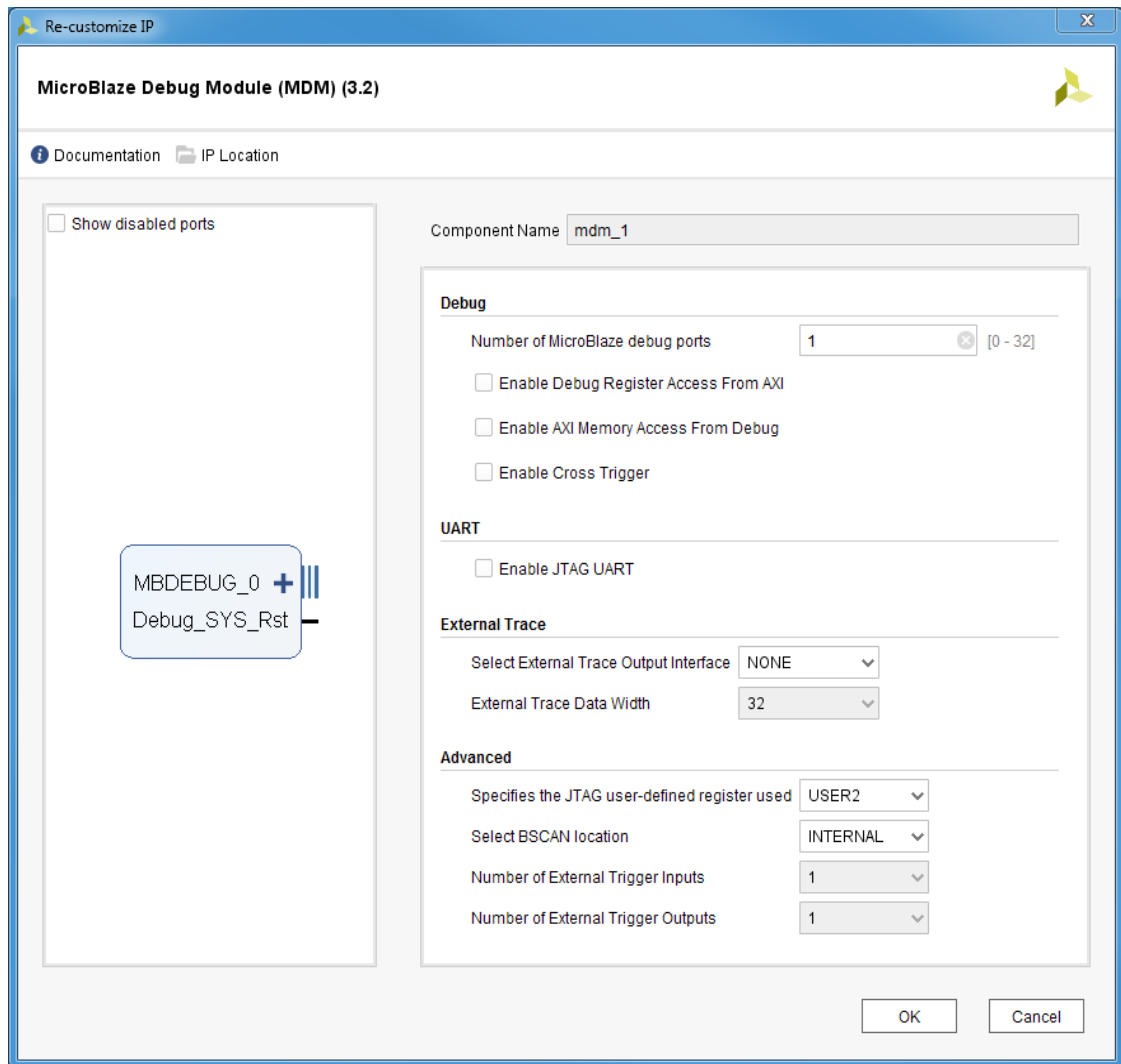 Re-customize IP
MicroBlaze Debug Module (MDM) (3.2)
Documentation IP Location
Show disabled ports
MBDEBUG_0
Debug_SYS_Rst
Component Name mdm_1
Debug
Number of MicroBlaze debug ports 1 [0 - 32]
Enable Debug Register Access From AXI
Enable AXI Memory Access From Debug
Enable Cross Trigger
UART
Enable JTAG UART
External Trace
Select External Trace Output Interface NONE
External Trace Data Width 32
Advanced
Specifies the JTAG user-defined register used USER2
Select BSCAN location INTERNAL
Number of External Trigger Inputs 1
Number of External Trigger Outputs 1
OK Cancel